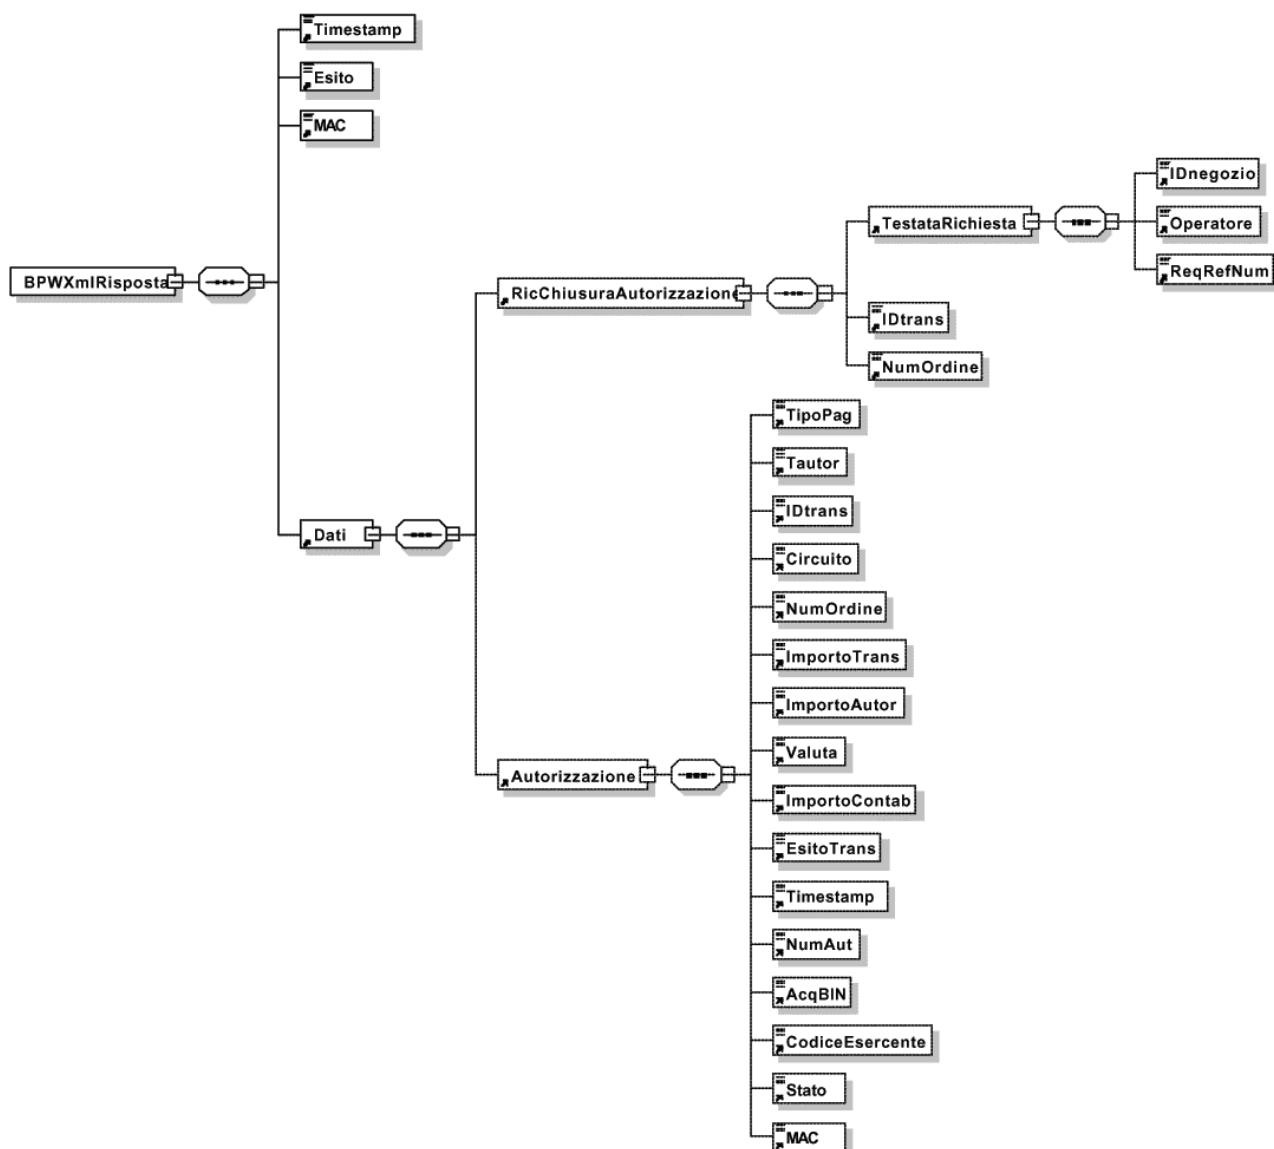 Timestamp
Esito
MAC
IDnegozio
TestataRichiesta
Operatore
ReqRefNum
BPWXmlRisposta
RicChiusuraAutorizzazione
IDtrans
NumOrdine
TipoPag
Tautor
IDtrans
Dati
Circuito
NumOrdine
ImportoTrans
ImportoAutor
Valuta
Autorizzazione
ImportoContab
EsitoTrans
Timestamp
NumAut
AcqBIN
CodiceEsercente
Stato
MAC